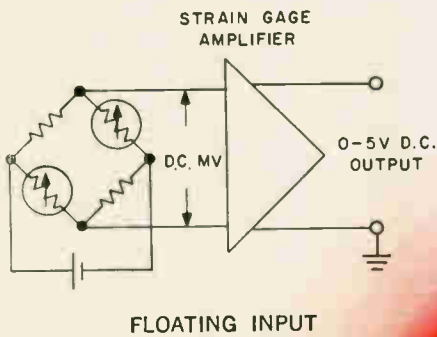 STRAIN GAGE
AMPLIFIER
D.C. MV
0-5V D.C.
OUTPUT
FLOATING INPUT